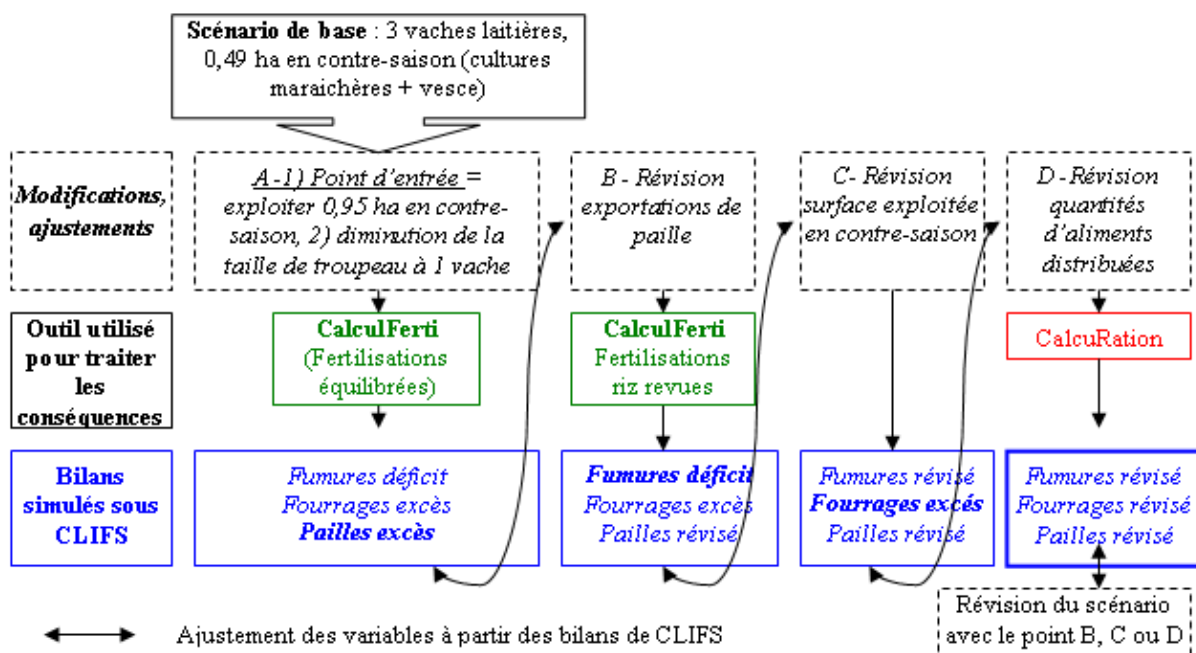 Scénario de base : 3 vaches laitières,
0,49 ha en contre-saison (cultures
maraichères + vesce)
Modifications,
ajustements
A-1) Point d'entrée =
exploiter 0,95 ha en contre-
saison, 2) diminution de la
taille de troupeau à 1 vache
B - Révision
exportations de
paille
C- Révision
surface exploitée
en contre-saison
D -Révision
quantités
d'aliments
distribuées
Outil utilisé
pour traiter
les
conséquences
CalculFerti
(Fertilisations
équilibrées)
CalculFerti
Fertilisations
riz revues
CalcuRation
Bilans
simulés sous
CLIFS
Fumures déficit
Fourrages excès
Pailles excès
Fumures déficit
Fourrages excès
Pailles révisé
Fumures révisé
Fourrages excés
Pailles révisé
Fumures révisé
Fourrages révisé
Pailles révisé
Révision du scénario
avec le point B, C ou D
Ajustement des variables à partir des bilans de CLIFS